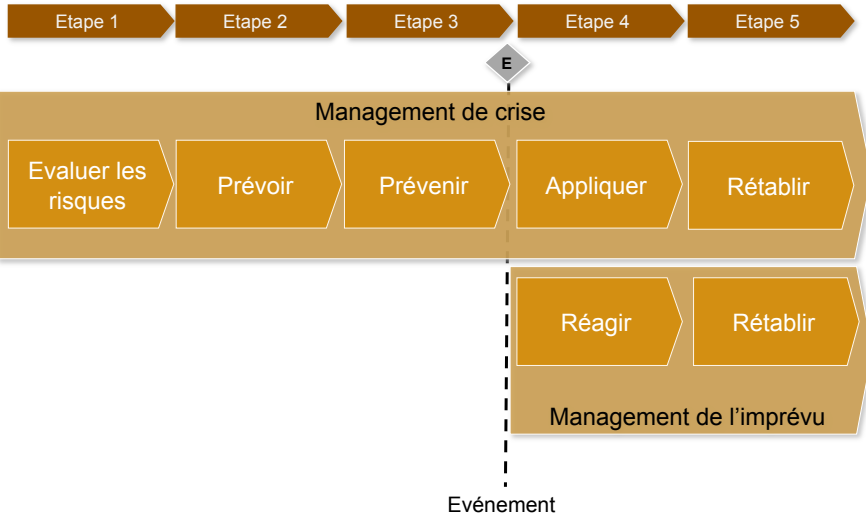 Etape 1
Etape 2
Etape 3
Etape 4
Etape 5
E
Management de crise
Evaluer les
risques
Prévoir
Prévenir
Appliquer
Rétablir
Réagir
Rétablir
Management de l’imprévu
Evénement